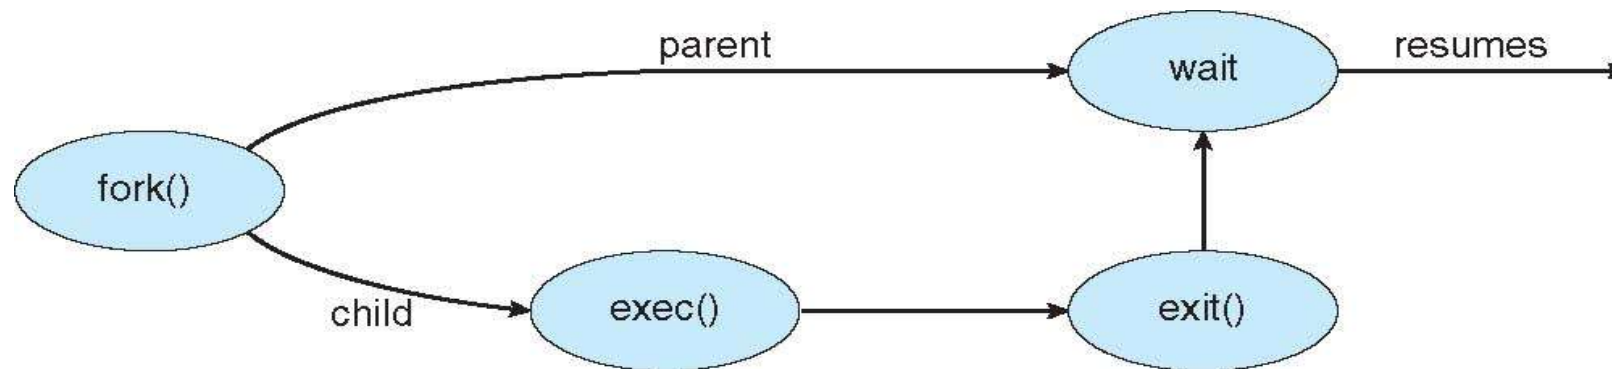 parent
wait
resumes
fork()
child
exec()
exit()